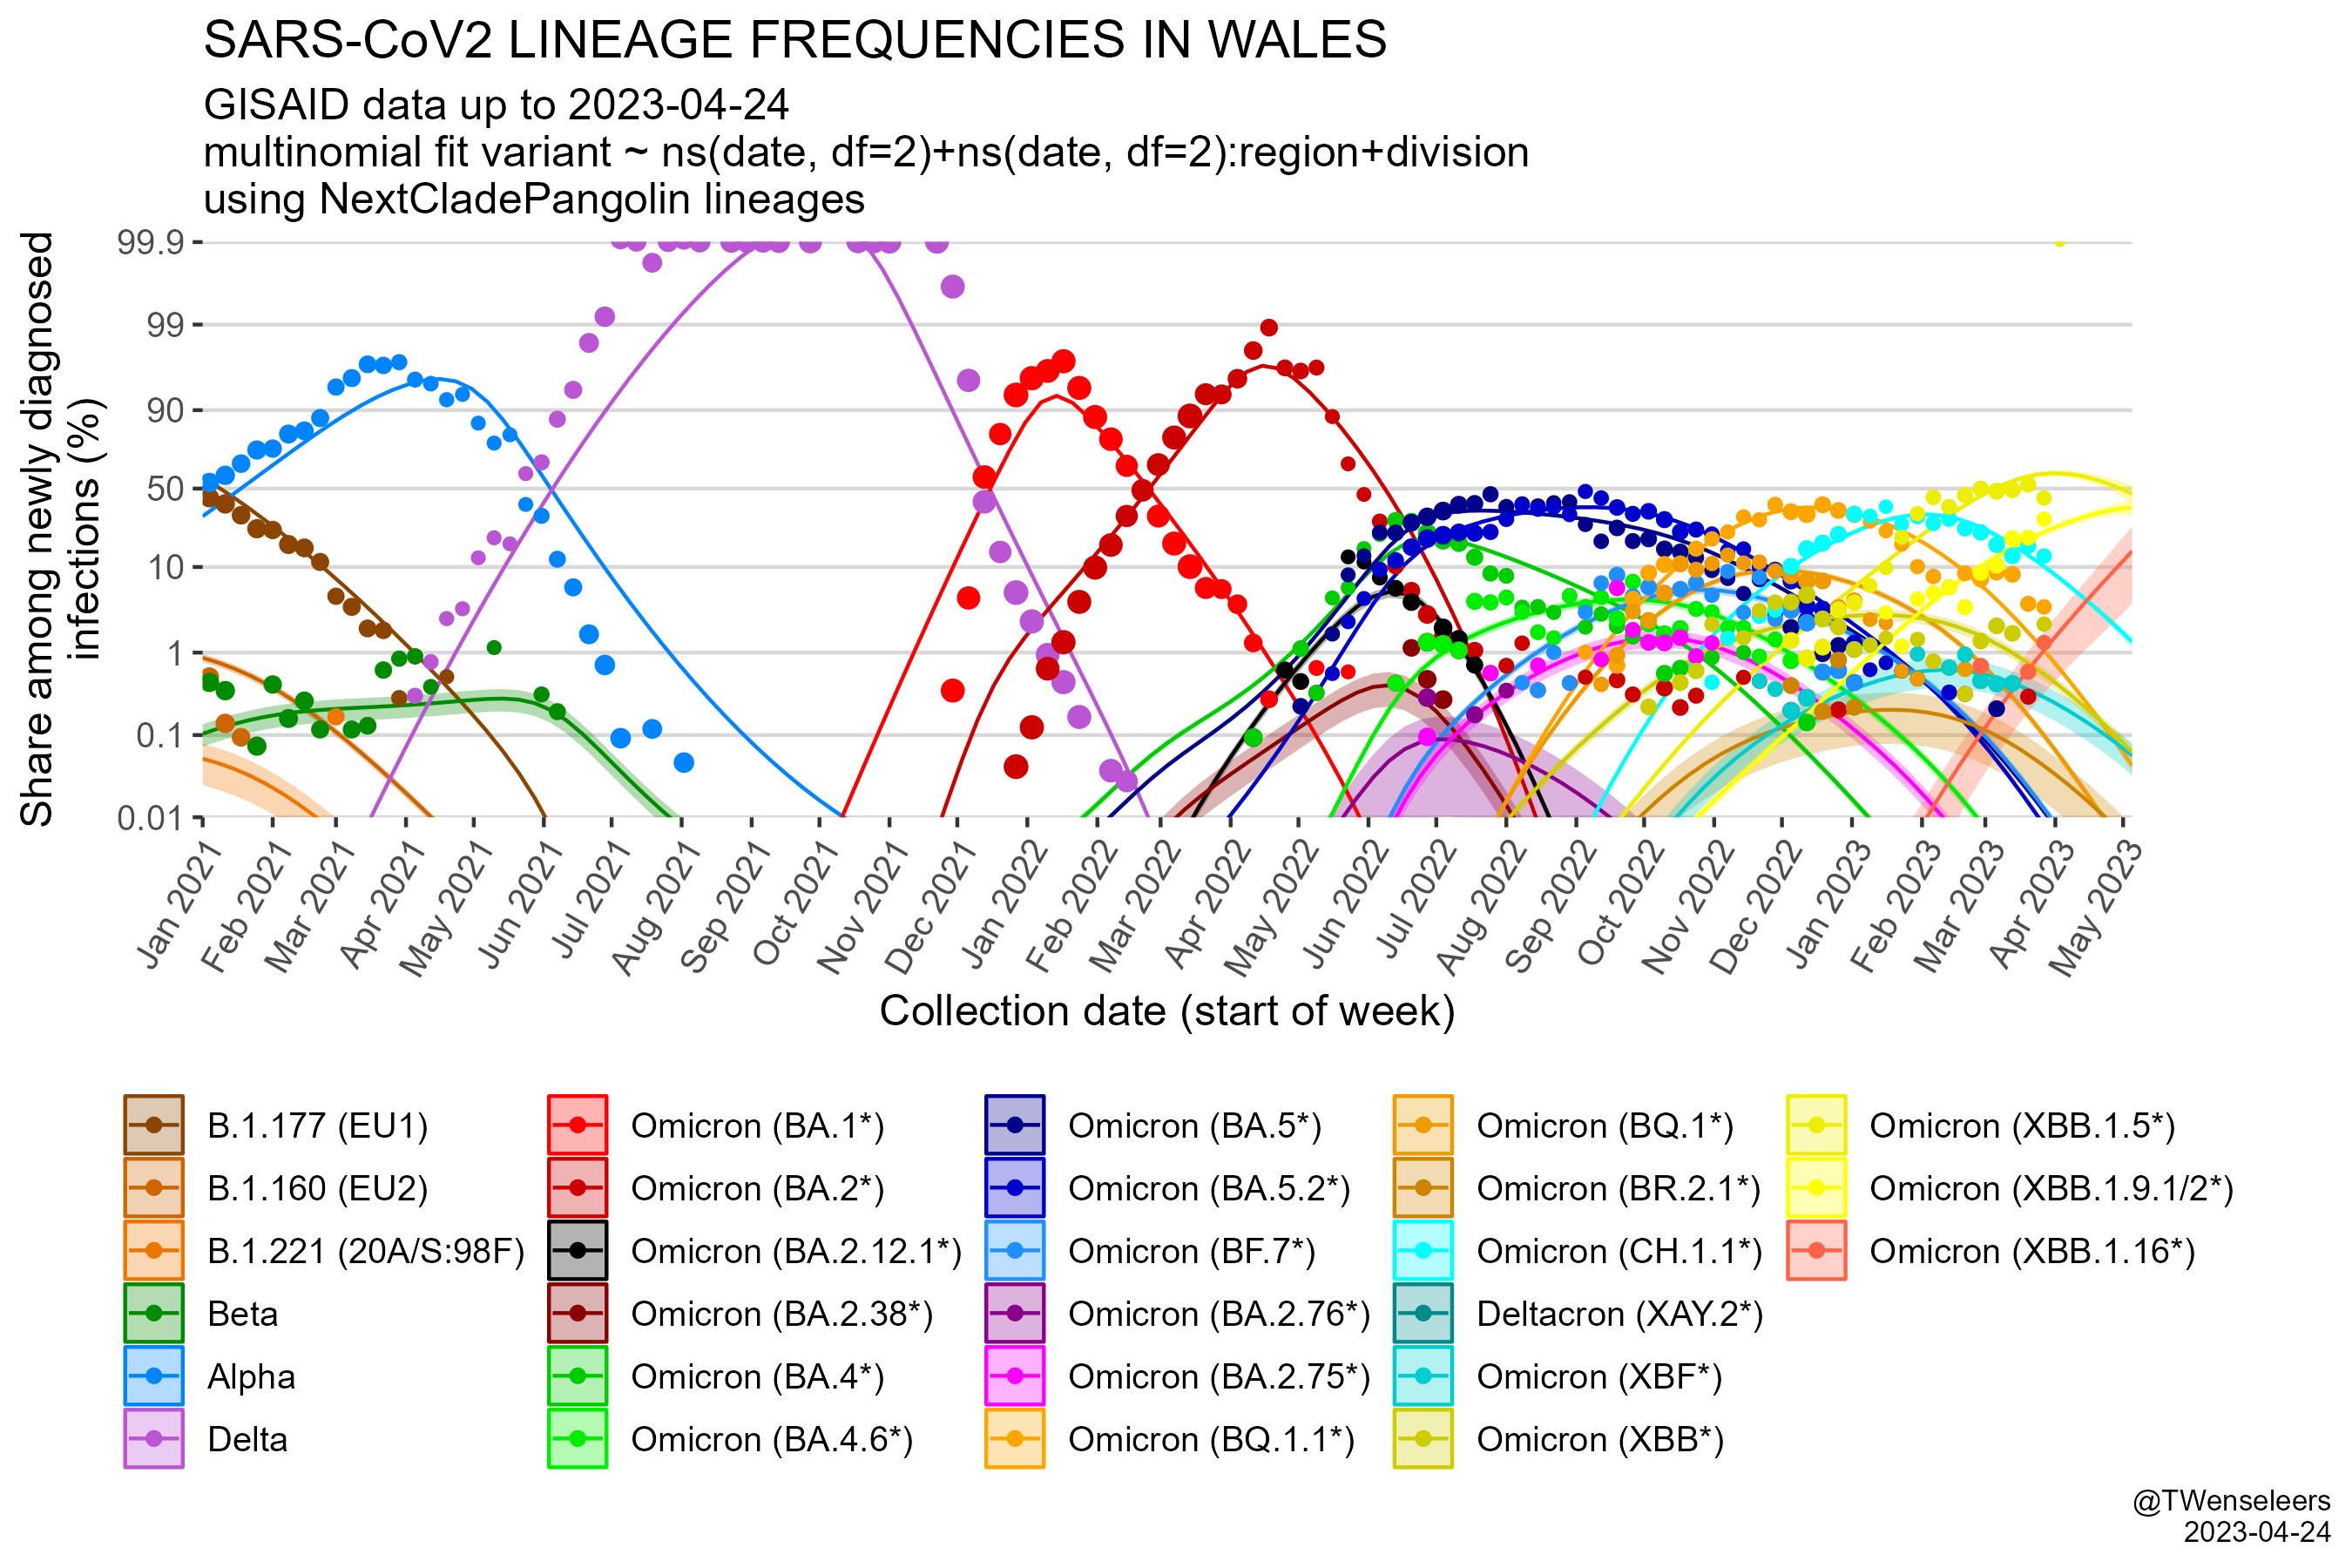 SARS-CoV2 LINEAGE FREQUENCIES IN WALES
GISAID data up to 2023-04-24
multinomial fit variant ~ ns(date, df=2)+ns(date, df=2):region+division
using NextCladePangolin lineages
Share among newly diagnosed
infections (%)
99.9
99
90
50
10
1
0.1
0.01
Jan 2021
Feb 2021
Mar 2021
Apr 2021
May 2021
Jun 2021
Jul 2021
Aug 2021
Sep 2021
Oct 2021
Nov 2021
Dec 2021
Jan 2022
Feb 2022
Mar 2022
Apr 2022
May 2022
Jun 2022
Jul 2022
Aug 2022
Sep 2022
Oct 2022
Nov 2022
Dec 2022
Jan 2023
Feb 2023
Mar 2023
Apr 2023
May 2023
Collection date (start of week)
B.1.177 (EU1)
B.1.160 (EU2)
B.1.221 (20A/S:98F)
Beta
Alpha
Delta
Omicron (BA.1*)
Omicron (BA.2*)
Omicron (BA.2.12.1*)
Omicron (BA.2.38*)
Omicron (BA.4*)
Omicron (BA.4.6*)
Omicron (BA.5*)
Omicron (BA.5.2*)
Omicron (BF.7*)
Omicron (BA.2.76*)
Omicron (BA.2.75*)
Omicron (BQ.1.1*)
Omicron (BQ.1*)
Omicron (BR.2.1*)
Omicron (CH.1.1*)
Deltacron (XAY.2*)
Omicron (XBF*)
Omicron (XBB*)
Omicron (XBB.1.5*)
Omicron (XBB.1.9.1/2*)
Omicron (XBB.1.16*)
@TWenseleers
2023-04-24